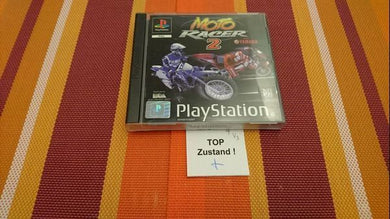 MOTO
RACER
2
PlayStation
TOP
Zustand !